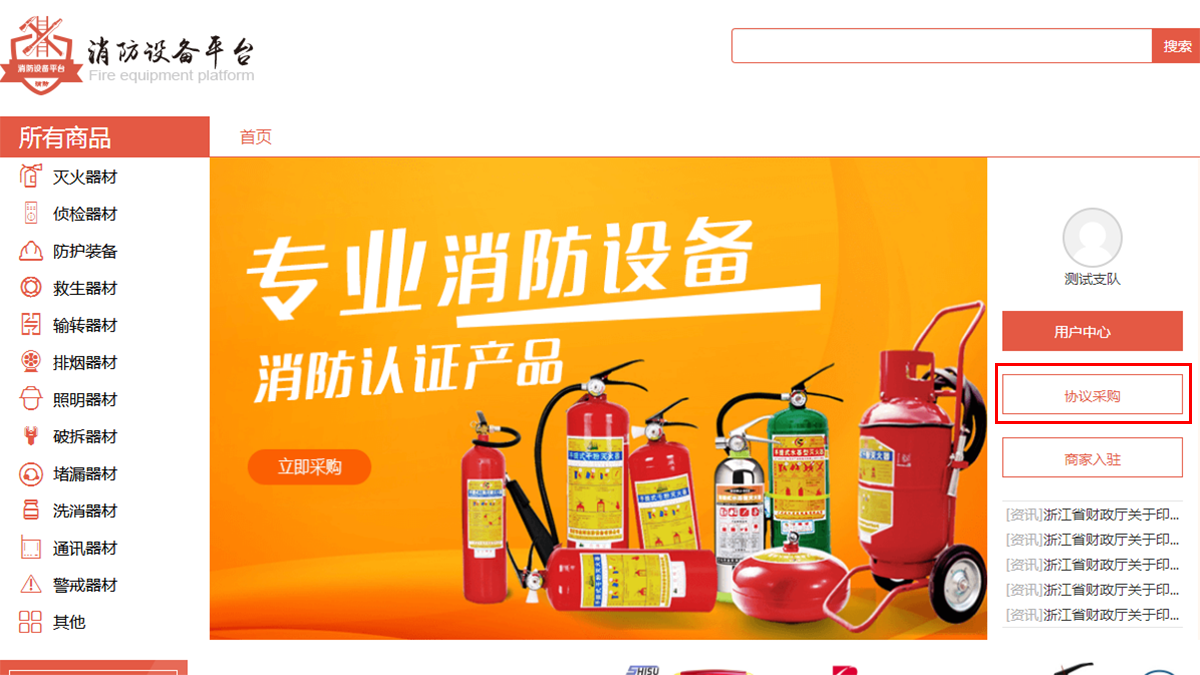 消防设备平台
消防设备平台
Fire equipment platform
搜索
所有商品
首页
灭火器材
侦检器材
防护装备
救生器材
输转器材
排烟器材
照明器材
破拆器材
堵漏器材
洗消器材
通讯器材
警戒器材
其他
专业消防设备
消防认证产品
立即采购
测试支队
用户中心
协议采购
商家入驻
[资讯]浙江省财政厅关于印...
[资讯]浙江省财政厅关于印...
[资讯]浙江省财政厅关于印...
[资讯]浙江省财政厅关于印...
[资讯]浙江省财政厅关于印...
SHISU